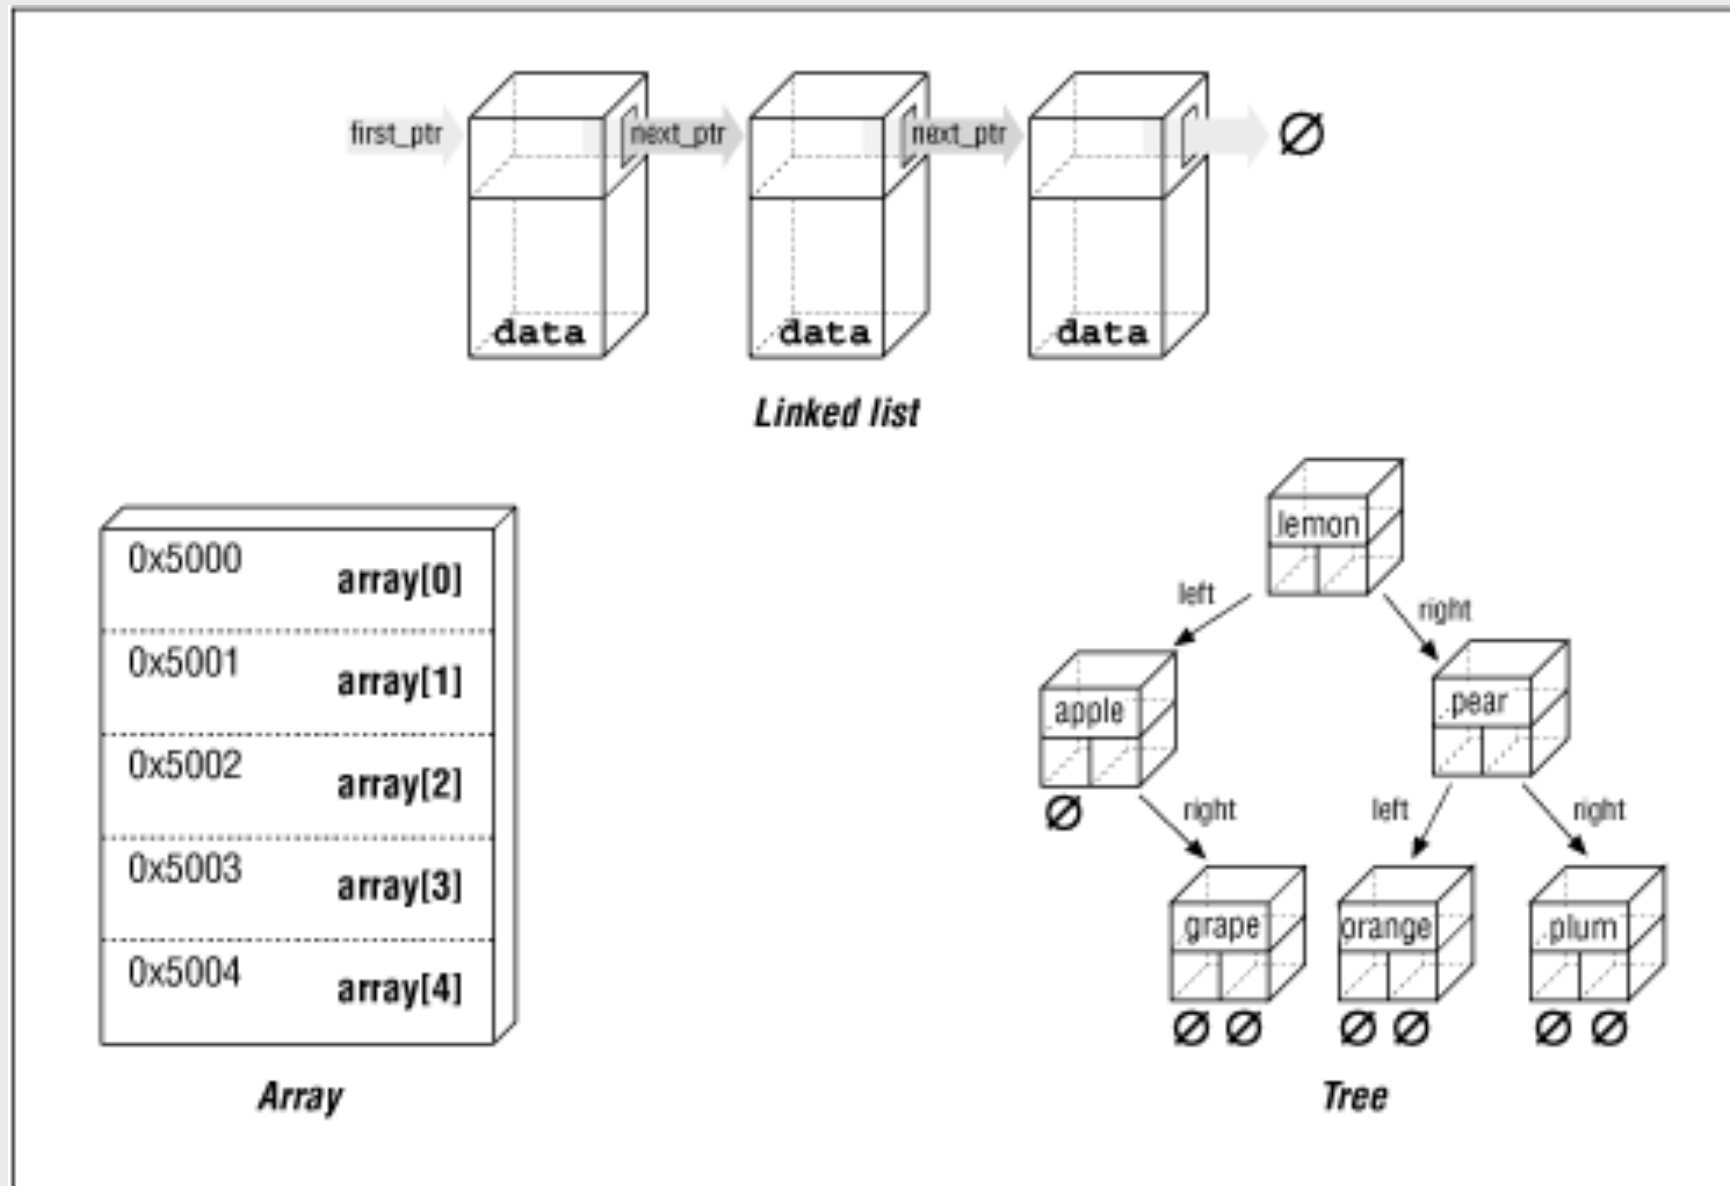 first_ptr next_ptr next_ptr Ø
data data data
Linked list
0x5000 array[0]
0x5001 array[1]
0x5002 array[2]
0x5003 array[3]
0x5004 array[4]
Array
lemon
left right
apple pear
Ø right left right
grape orange plum
Ø Ø Ø Ø Ø Ø
Tree